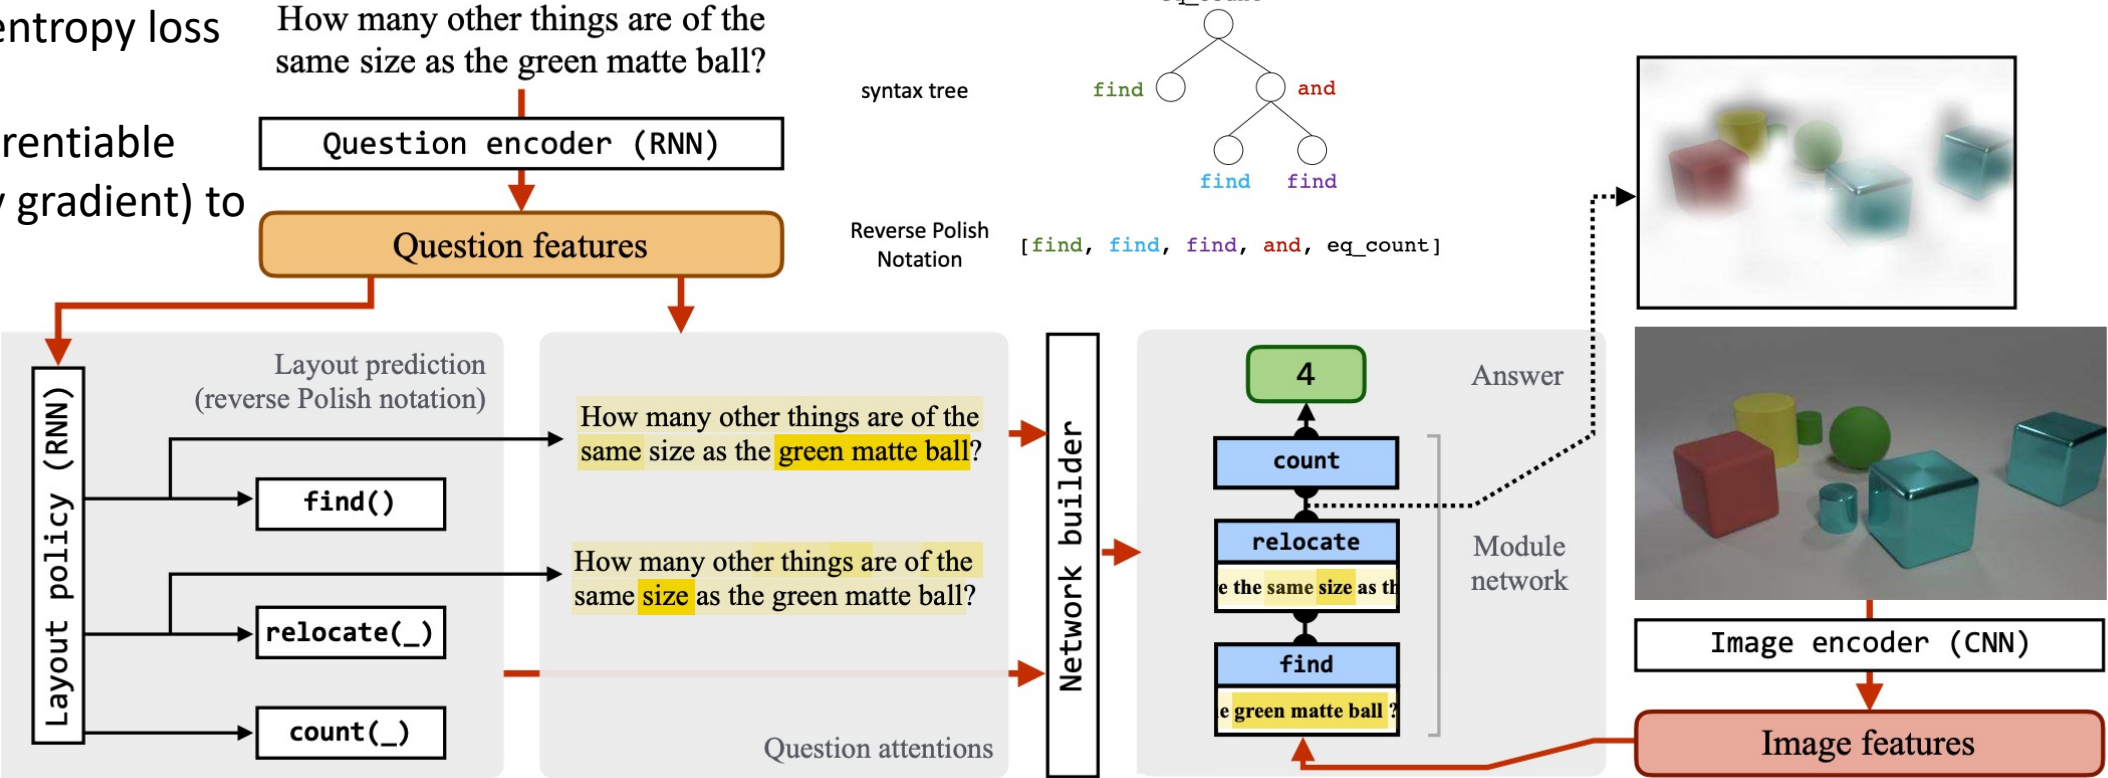 entropy loss
rentiable
gradient) to
How many other things are of the
same size as the green matte ball?
Question encoder (RNN)
Question features
syntax tree
find
and
find find
Reverse Polish
Notation
[find, find, find, and, eq_count]
Layout policy (RNN)
Layout prediction
(reverse Polish notation)
find()
relocate(_)
count(_)
How many other things are of the
same size as the green matte ball?
How many other things are of the
same size as the green matte ball?
Question attentions
Network builder
4
Answer
count
relocate
e the same size as th
find
e green matte ball ?
Module
network
Image encoder (CNN)
Image features